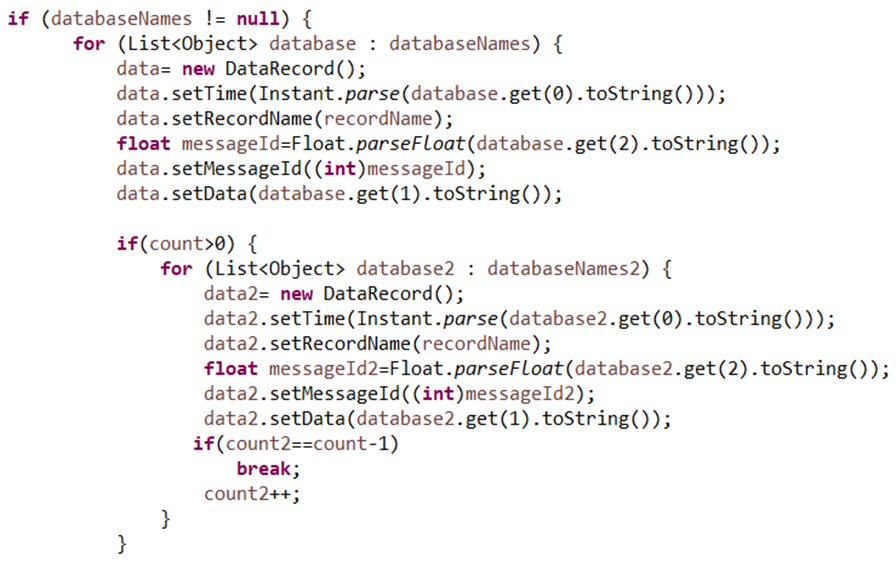 if (databaseNames != null) {
for (List<Object> database : databaseNames) {
data= new DataRecord();
data.setTime(Instant.parse(database.get(0).toString()));
data.setRecordName(recordName);
float messageId=Float.parseFloat(database.get(2).toString());
data.setMessageId((int)messageId);
data.setData(database.get(1).toString());
if(count>0) {
for (List<Object> database2 : databaseNames2) {
data2= new DataRecord();
data2.setTime(Instant.parse(database2.get(0).toString()));
data2.setRecordName(recordName);
float messageId2=Float.parseFloat(database2.get(2).toString());
data2.setMessageId((int)messageId2);
data2.setData(database2.get(1).toString());
if(count2==count-1)
break;
count2++;
}
}